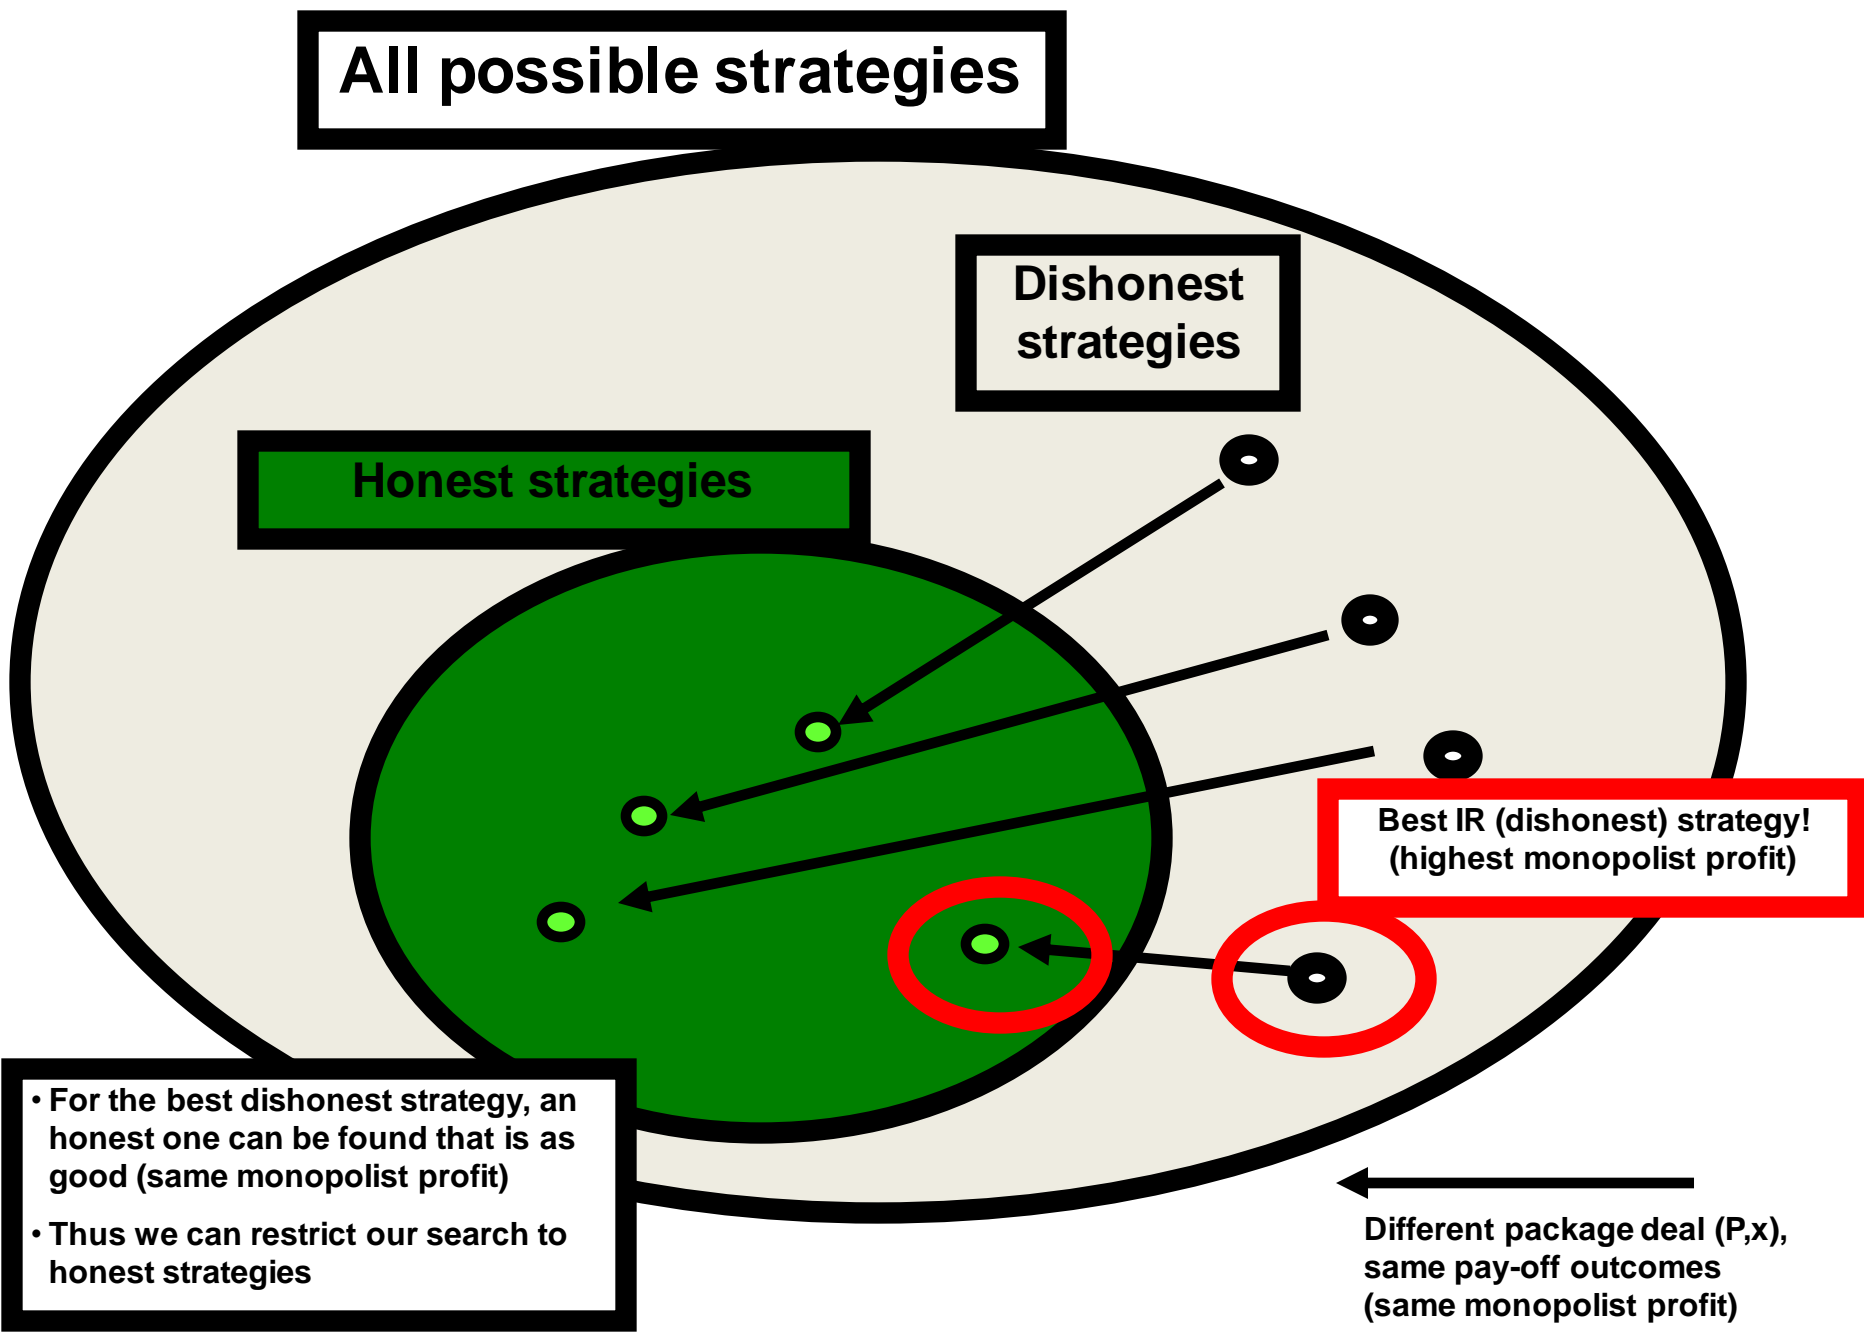 All possible strategies
Dishonest
strategies
Honest strategies
Best IR (dishonest) strategy!
(highest monopolist profit)
• For the best dishonest strategy, an
honest one can be found that is as
good (same monopolist profit)
• Thus we can restrict our search to
honest strategies
Different package deal (P,x),
same pay-off outcomes
(same monopolist profit)